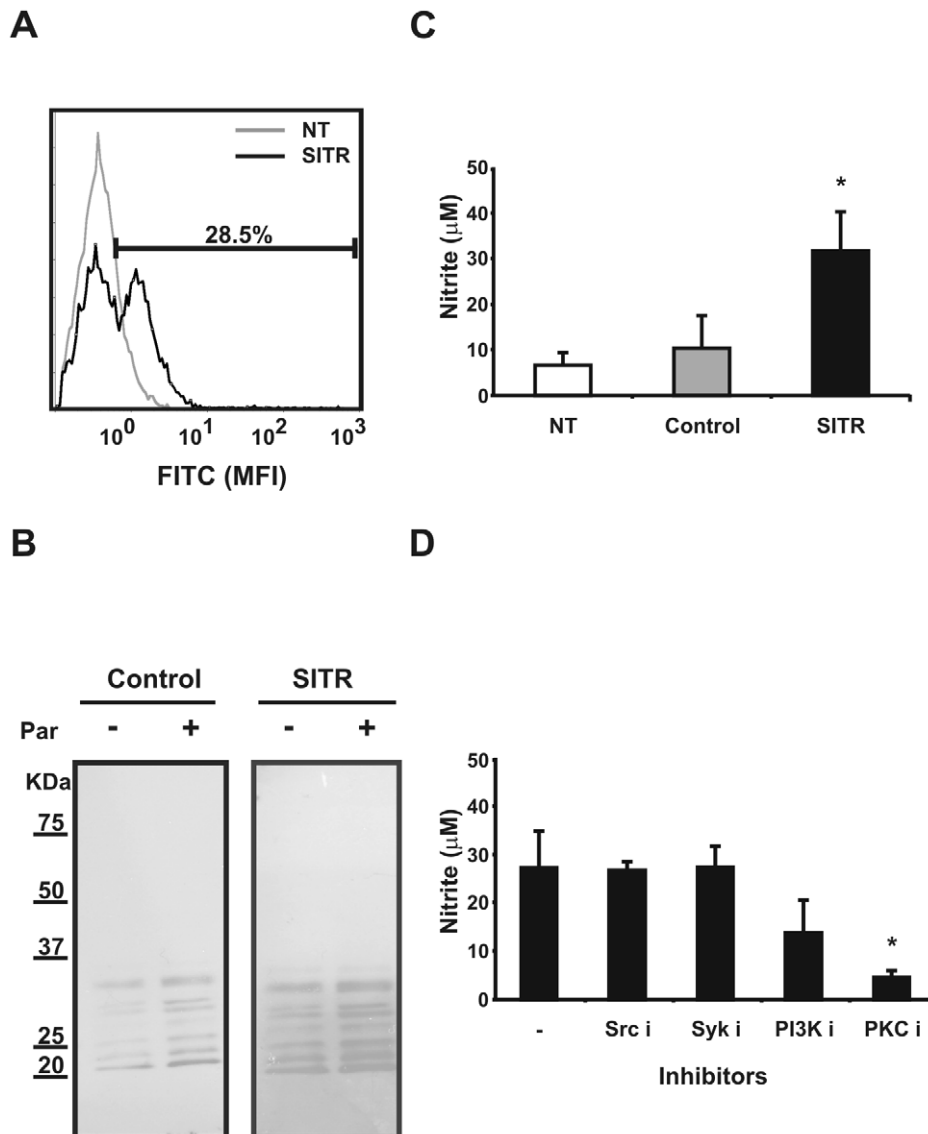 A
NT
SITR
28.5%
10^0 10^1 10^2 10^3
FITC (MFI)
B
Control SITR
Par - + - +
KDa
75
50
37
25
20
C
Nitrite (µM)
50
40
30
20
10
0
*
NT Control SITR
D
Nitrite (µM)
50
40
30
20
10
0
*
- Src i Syk i PI3K i PKC i
Inhibitors